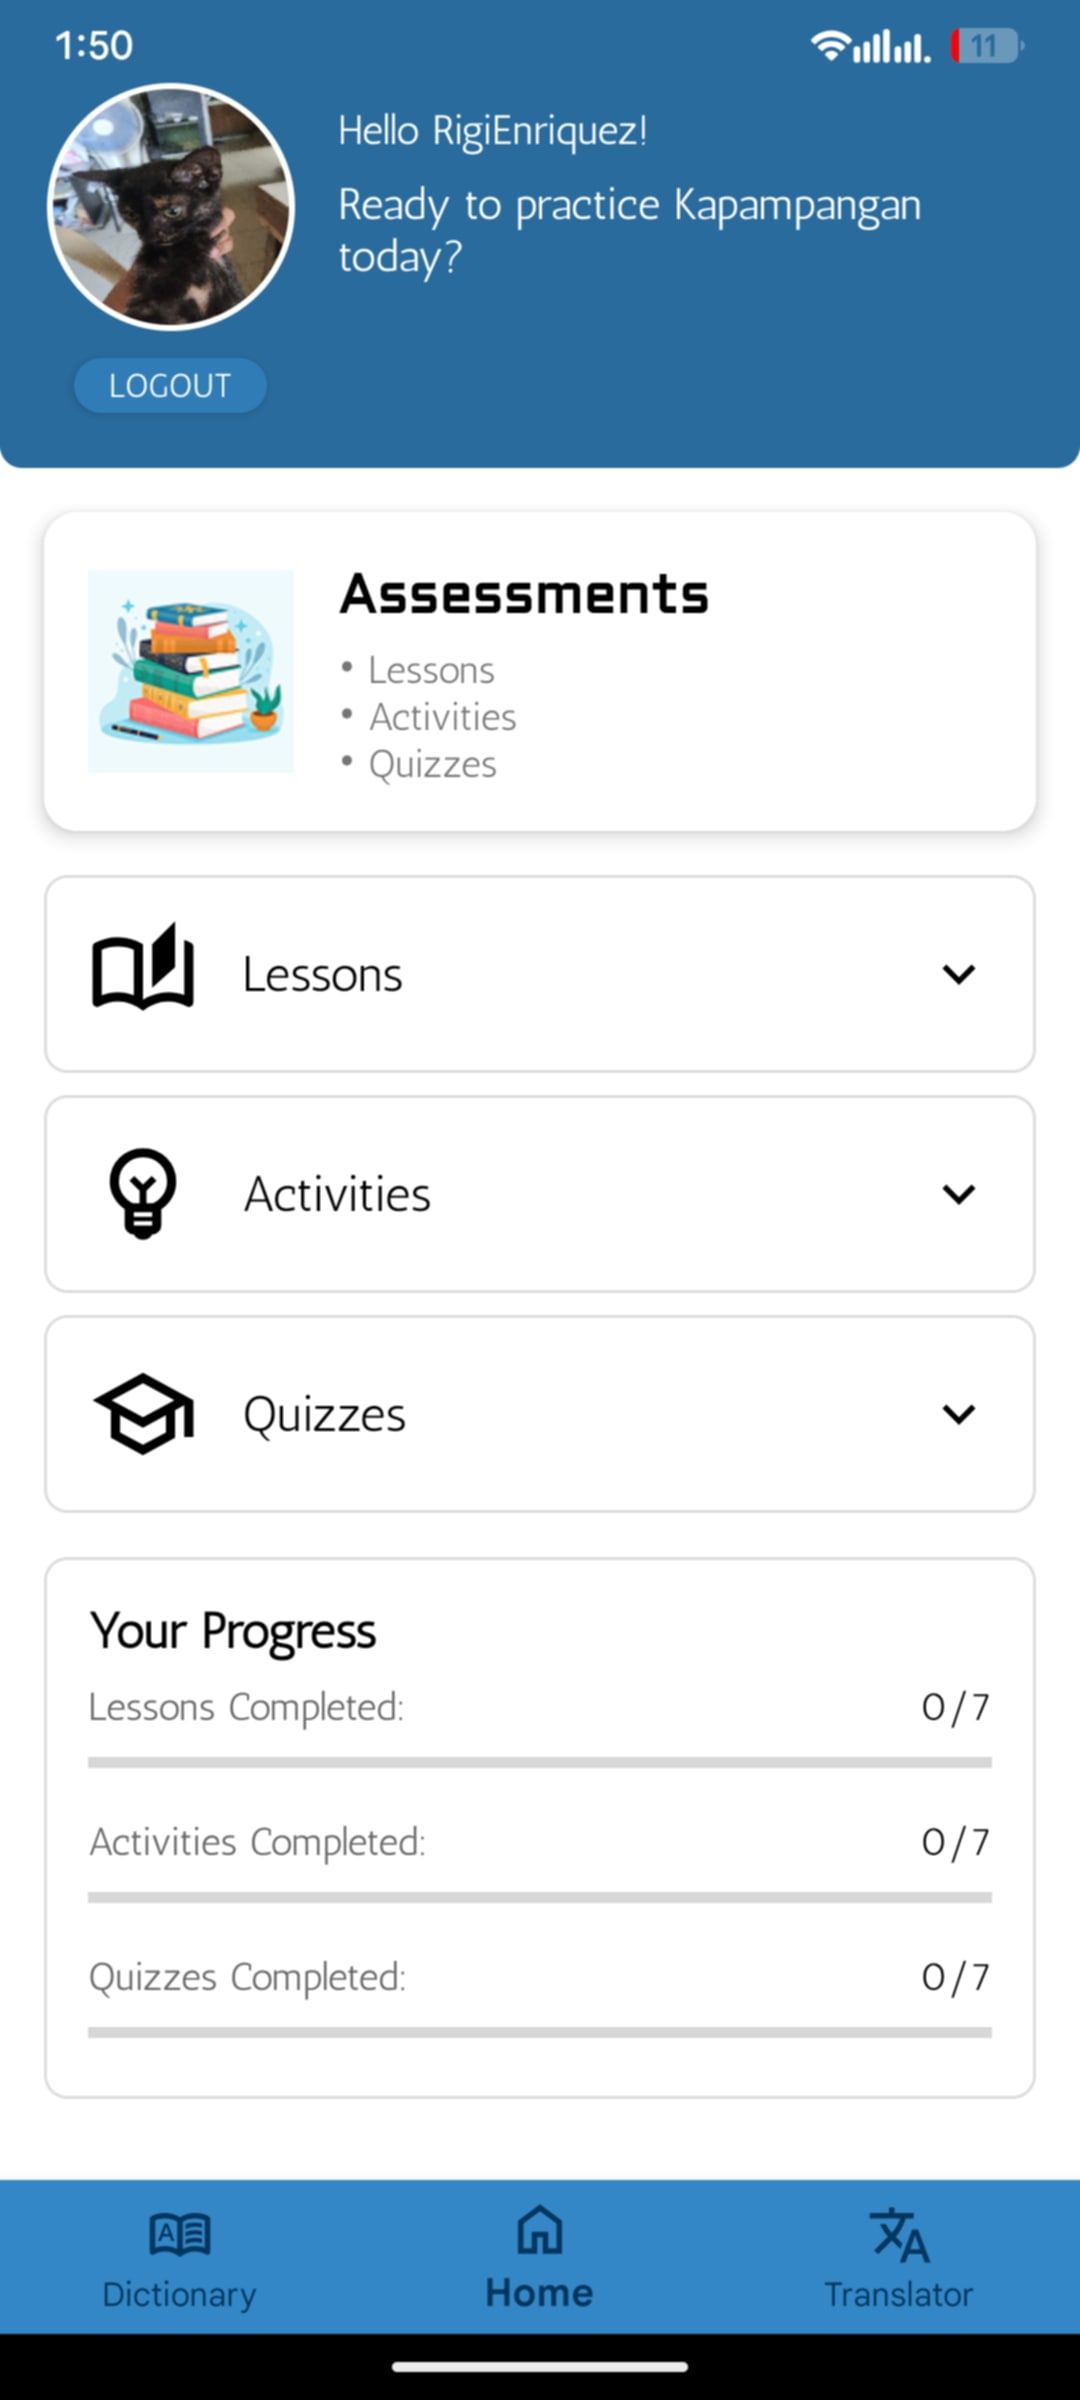 1:50
11
Hello RigiEnriquez!
Ready to practice Kapampangan
today?
LOGOUT
Assessments
• Lessons
• Activities
• Quizzes
Lessons
Activities
Quizzes
Your Progress
Lessons Completed: 0/7
Activities Completed: 0/7
Quizzes Completed: 0/7
Dictionary
Home
Translator